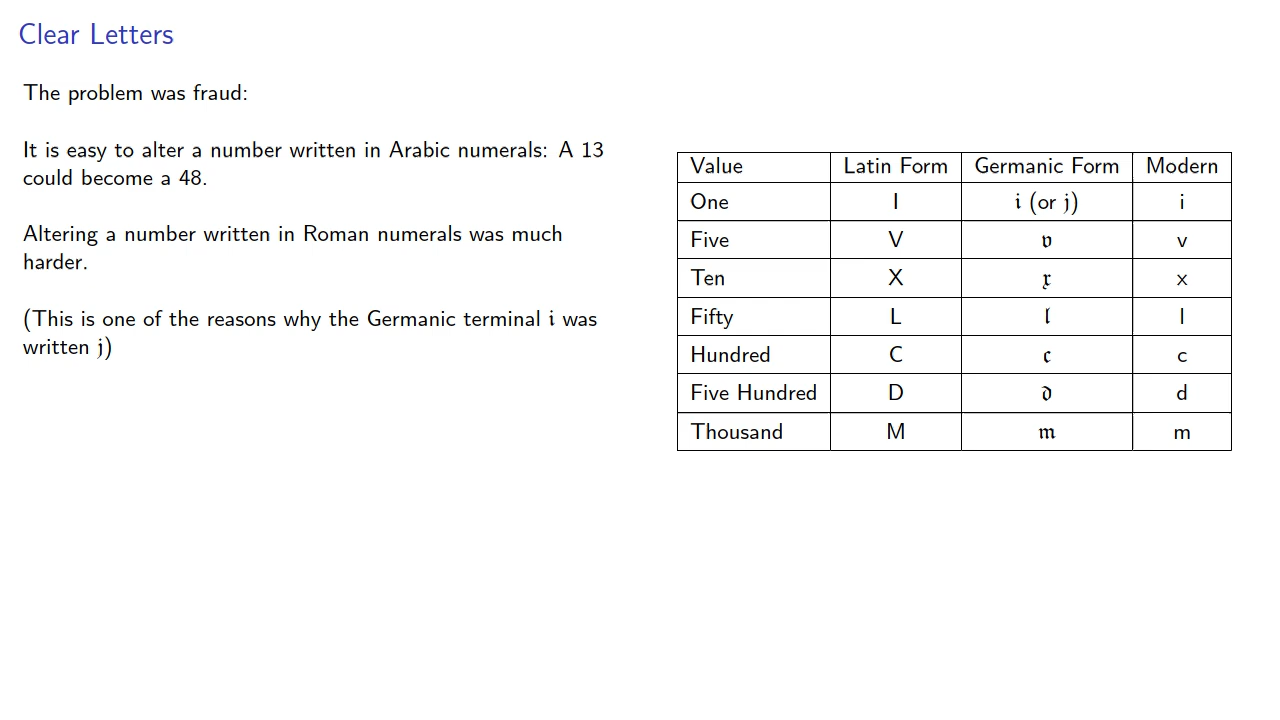 Clear Letters
The problem was fraud:
It is easy to alter a number written in Arabic numerals: A 13
could become a 48.
Altering a number written in Roman numerals was much
harder.
(This is one of the reasons why the Germanic terminal 𝔦 was
written 𝔧)
Value Latin Form Germanic Form Modern
One I 𝔦 (or 𝔧) i
Five V 𝔳 v
Ten X 𝔵 x
Fifty L 𝔩 l
Hundred C 𝔠 c
Five Hundred D 𝔡 d
Thousand M 𝔪 m